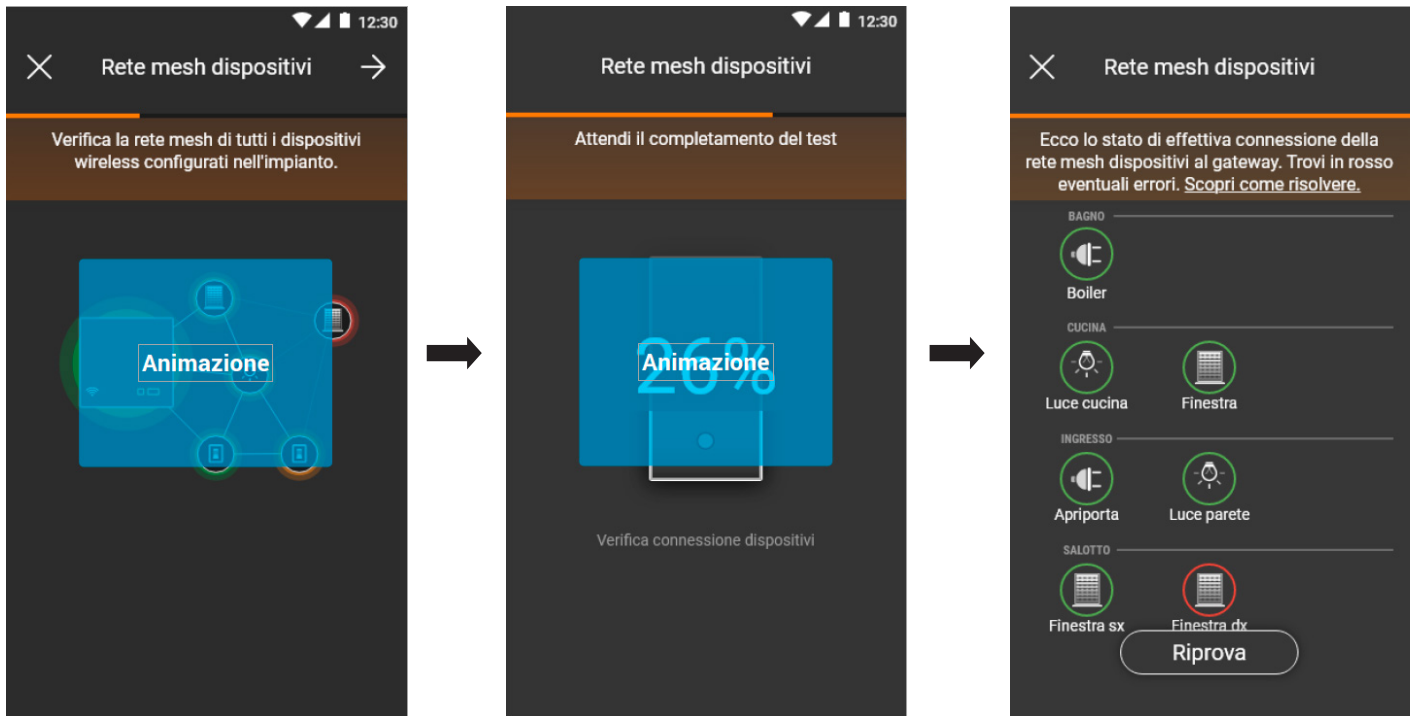 12:30
Rete mesh dispositivi
Verifica la rete mesh di tutti i dispositivi
wireless configurati nell'impianto.
Animazione
12:30
Rete mesh dispositivi
Attendi il completamento del test
26%
Animazione
Verifica connessione dispositivi
Rete mesh dispositivi
Ecco lo stato di effettiva connessione della
rete mesh dispositivi al gateway. Trovi in rosso
eventuali errori. Scopri come risolvere.
BAGNO
Boiler
CUCINA
Luce cucina Finestra
INGRESSO
Apriporta Luce parete
SALOTTO
Finestra sx Finestra dx
Riprova